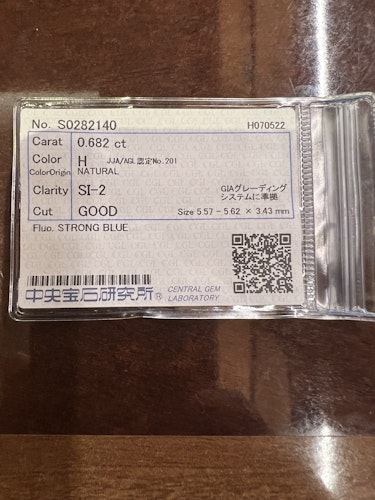 No. S0282140 H070522
Carat 0.682 ct
Color H JJA/AGL認定No.201
ColorOrigin NATURAL
Clarity SI-2 GIAグレーディング
システムに準拠
Cut GOOD Size 5.57 - 5.62 × 3.43 mm
Fluo. STRONG BLUE
中央宝石研究所® CENTRAL GEM
LABORATORY